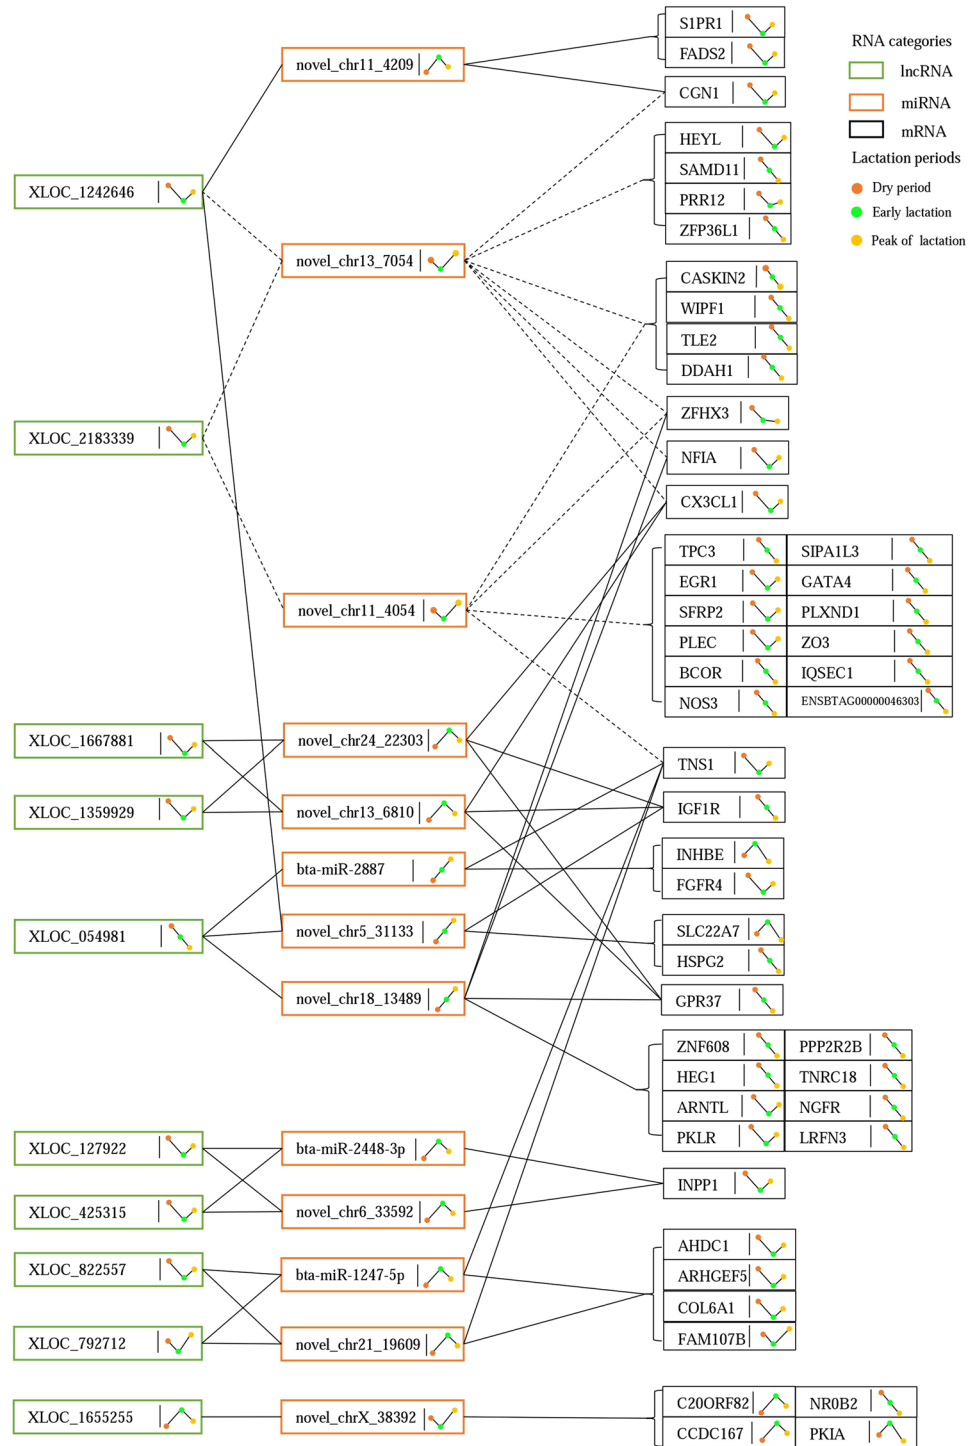 S1PR1
RNA categories
novel_chr11_4209
FADS2
lncRNA
CGN1
miRNA
mRNA
HEYL
Lactation periods
SAMD11
XLOC_1242646
Dry period
PRR12
Early lactation
ZFP36L1
Peak of lactation
novel_chr13_7054
CASKIN2
WIPF1
TLE2
DDAH1
ZFHX3
XLOC_2183339
NFIA
CX3CL1
TPC3 SIPA1L3
EGR1 GATA4
novel_chr11_4054
SFRP2 PLXND1
PLEC ZO3
BCOR IQSEC1
NOS3 ENSBTAG00000046303
XLOC_1667881
novel_chr24_22303
TNS1
XLOC_1359929
novel_chr13_6810
IGF1R
INHBE
bta-miR-2887
FGFR4
XLOC_054981
novel_chr5_31133
SLC22A7
HSPG2
novel_chr18_13489
GPR37
ZNF608 PPP2R2B
HEG1 TNRC18
ARNTL NGFR
PKLR LRFN3
XLOC_127922
bta-miR-2448-3p
INPP1
XLOC_425315
novel_chr6_33592
AHDC1
XLOC_822557
bta-miR-1247-5p
ARHGEF5
COL6A1
XLOC_792712
novel_chr21_19609
FAM107B
C20ORF82 NR0B2
XLOC_1655255
novel_chrX_38392
CCDC167 PKIA